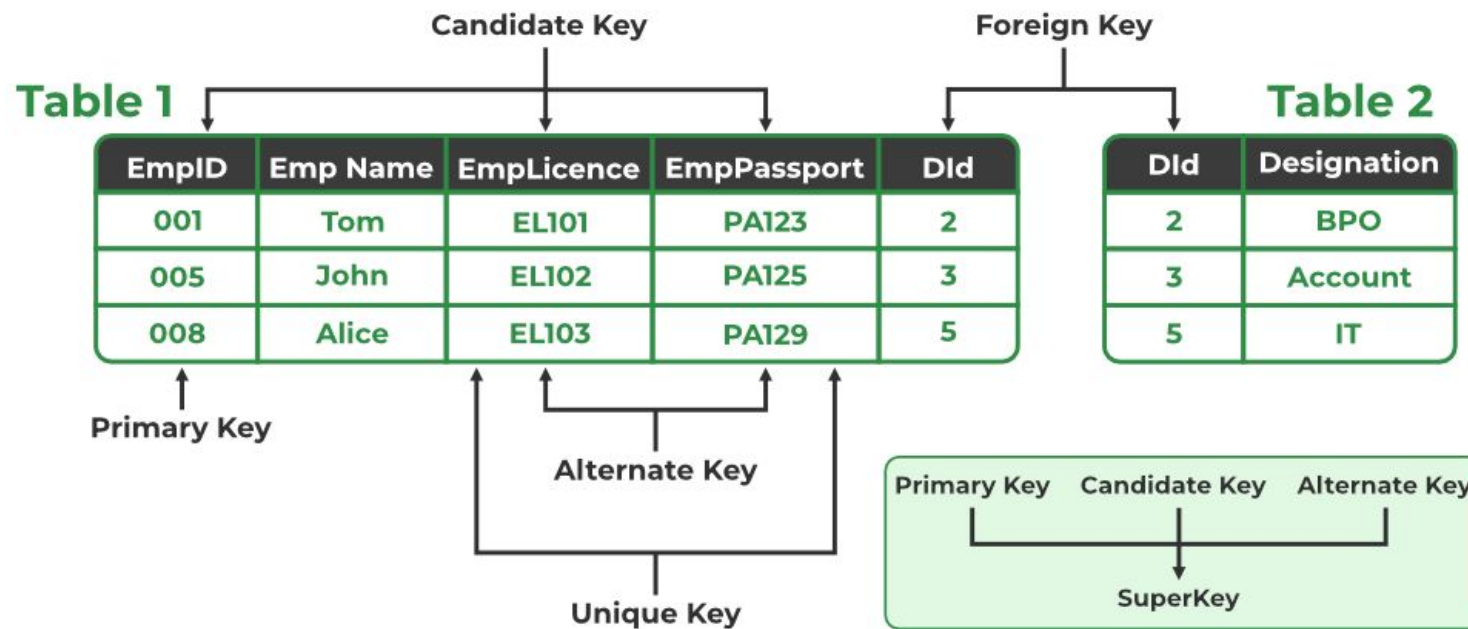 Candidate Key Foreign Key
Table 1 Table 2
EmpID Emp Name EmpLicence EmpPassport DId DId Designation
001 Tom EL101 PA123 2 2 BPO
005 John EL102 PA125 3 3 Account
008 Alice EL103 PA129 5 5 IT
Primary Key
Alternate Key
Unique Key
Primary Key Candidate Key Alternate Key
SuperKey